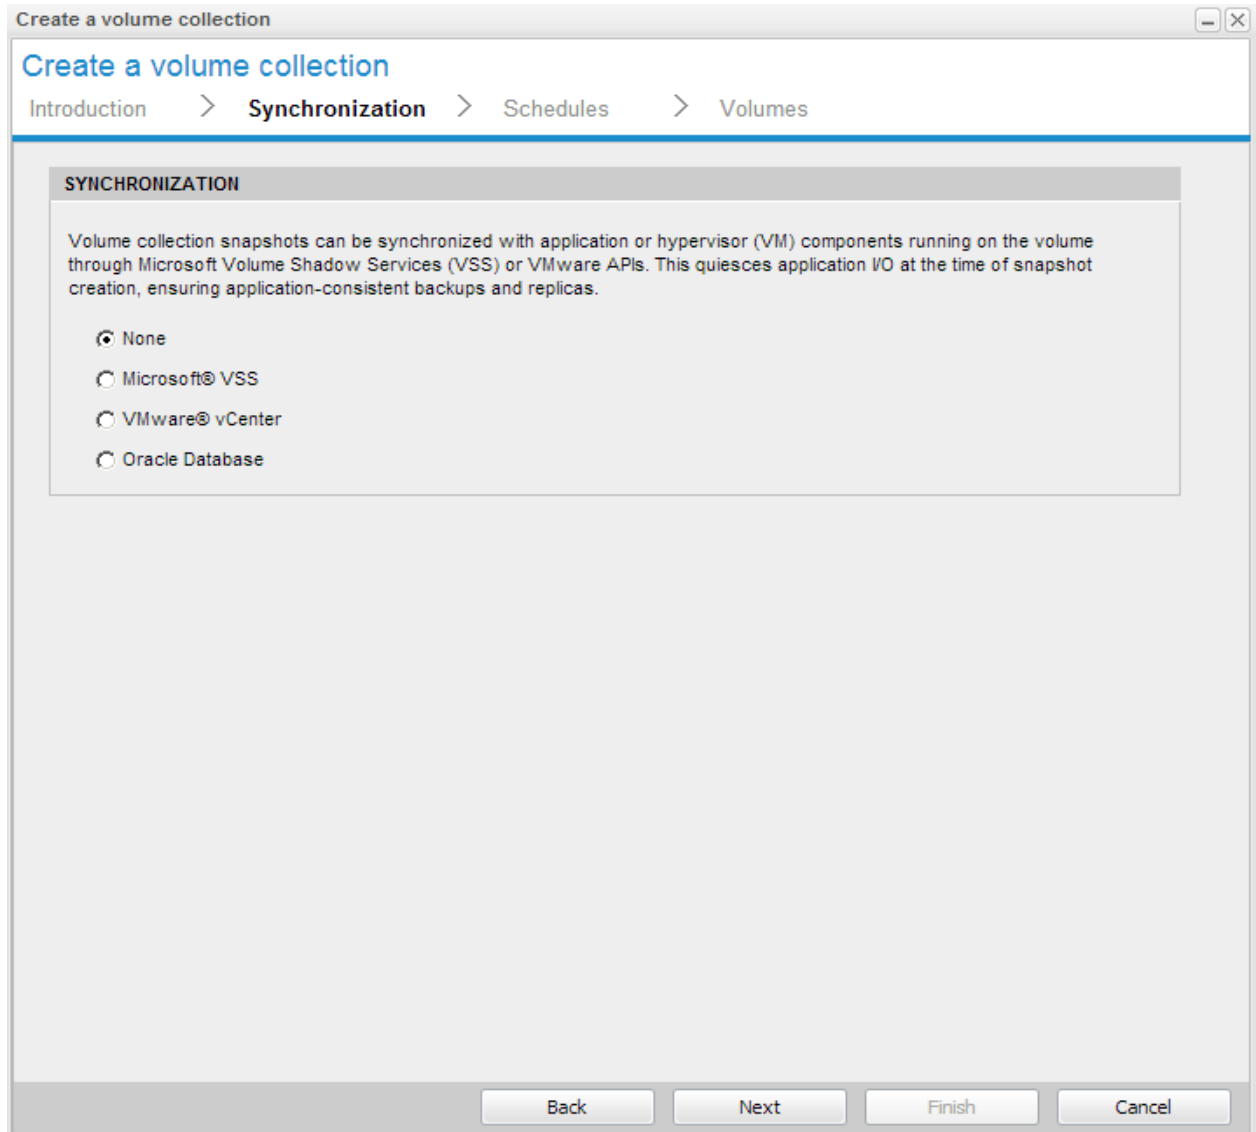 Create a volume collection
Create a volume collection
Introduction > Synchronization > Schedules > Volumes
SYNCHRONIZATION
Volume collection snapshots can be synchronized with application or hypervisor (VM) components running on the volume
through Microsoft Volume Shadow Services (VSS) or VMware APIs. This quiesces application I/O at the time of snapshot
creation, ensuring application-consistent backups and replicas.
None
Microsoft® VSS
VMware® vCenter
Oracle Database
Back Next Finish Cancel